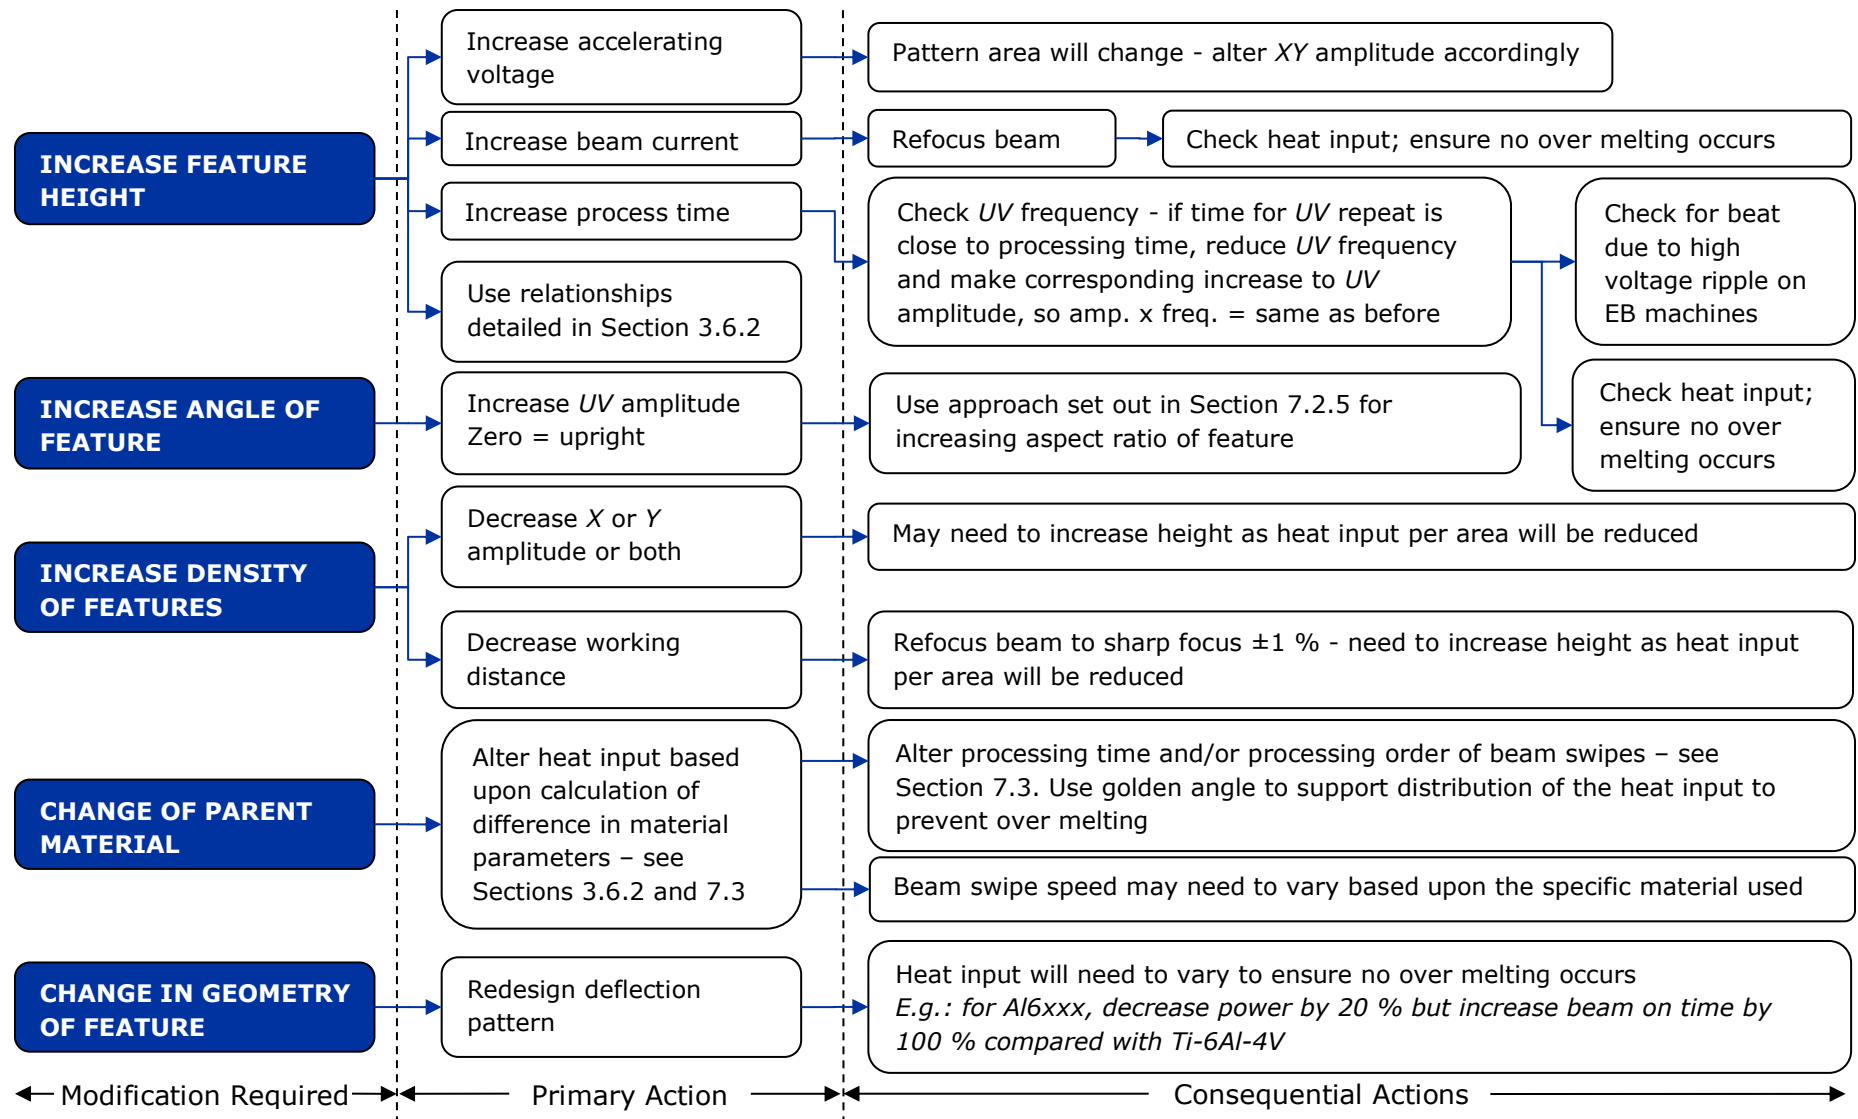 INCREASE FEATURE
HEIGHT
Increase accelerating
voltage
Pattern area will change - alter XY amplitude accordingly
Increase beam current
Refocus beam
Check heat input; ensure no over melting occurs
Increase process time
Check UV frequency - if time for UV repeat is
close to processing time, reduce UV frequency
and make corresponding increase to UV
amplitude, so amp. x freq. = same as before
Check for beat
due to high
voltage ripple on
EB machines
Check heat input;
ensure no over
melting occurs
Use relationships
detailed in Section 3.6.2
INCREASE ANGLE OF
FEATURE
Increase UV amplitude
Zero = upright
Use approach set out in Section 7.2.5 for
increasing aspect ratio of feature
INCREASE DENSITY
OF FEATURES
Decrease X or Y
amplitude or both
May need to increase height as heat input per area will be reduced
Decrease working
distance
Refocus beam to sharp focus ±1 % - need to increase height as heat input
per area will be reduced
CHANGE OF PARENT
MATERIAL
Alter heat input based
upon calculation of
difference in material
parameters – see
Sections 3.6.2 and 7.3
Alter processing time and/or processing order of beam swipes – see
Section 7.3. Use golden angle to support distribution of the heat input to
prevent over melting
Beam swipe speed may need to vary based upon the specific material used
CHANGE IN GEOMETRY
OF FEATURE
Redesign deflection
pattern
Heat input will need to vary to ensure no over melting occurs
E.g.: for Al6xxx, decrease power by 20 % but increase beam on time by
100 % compared with Ti-6Al-4V
Modification Required
Primary Action
Consequential Actions